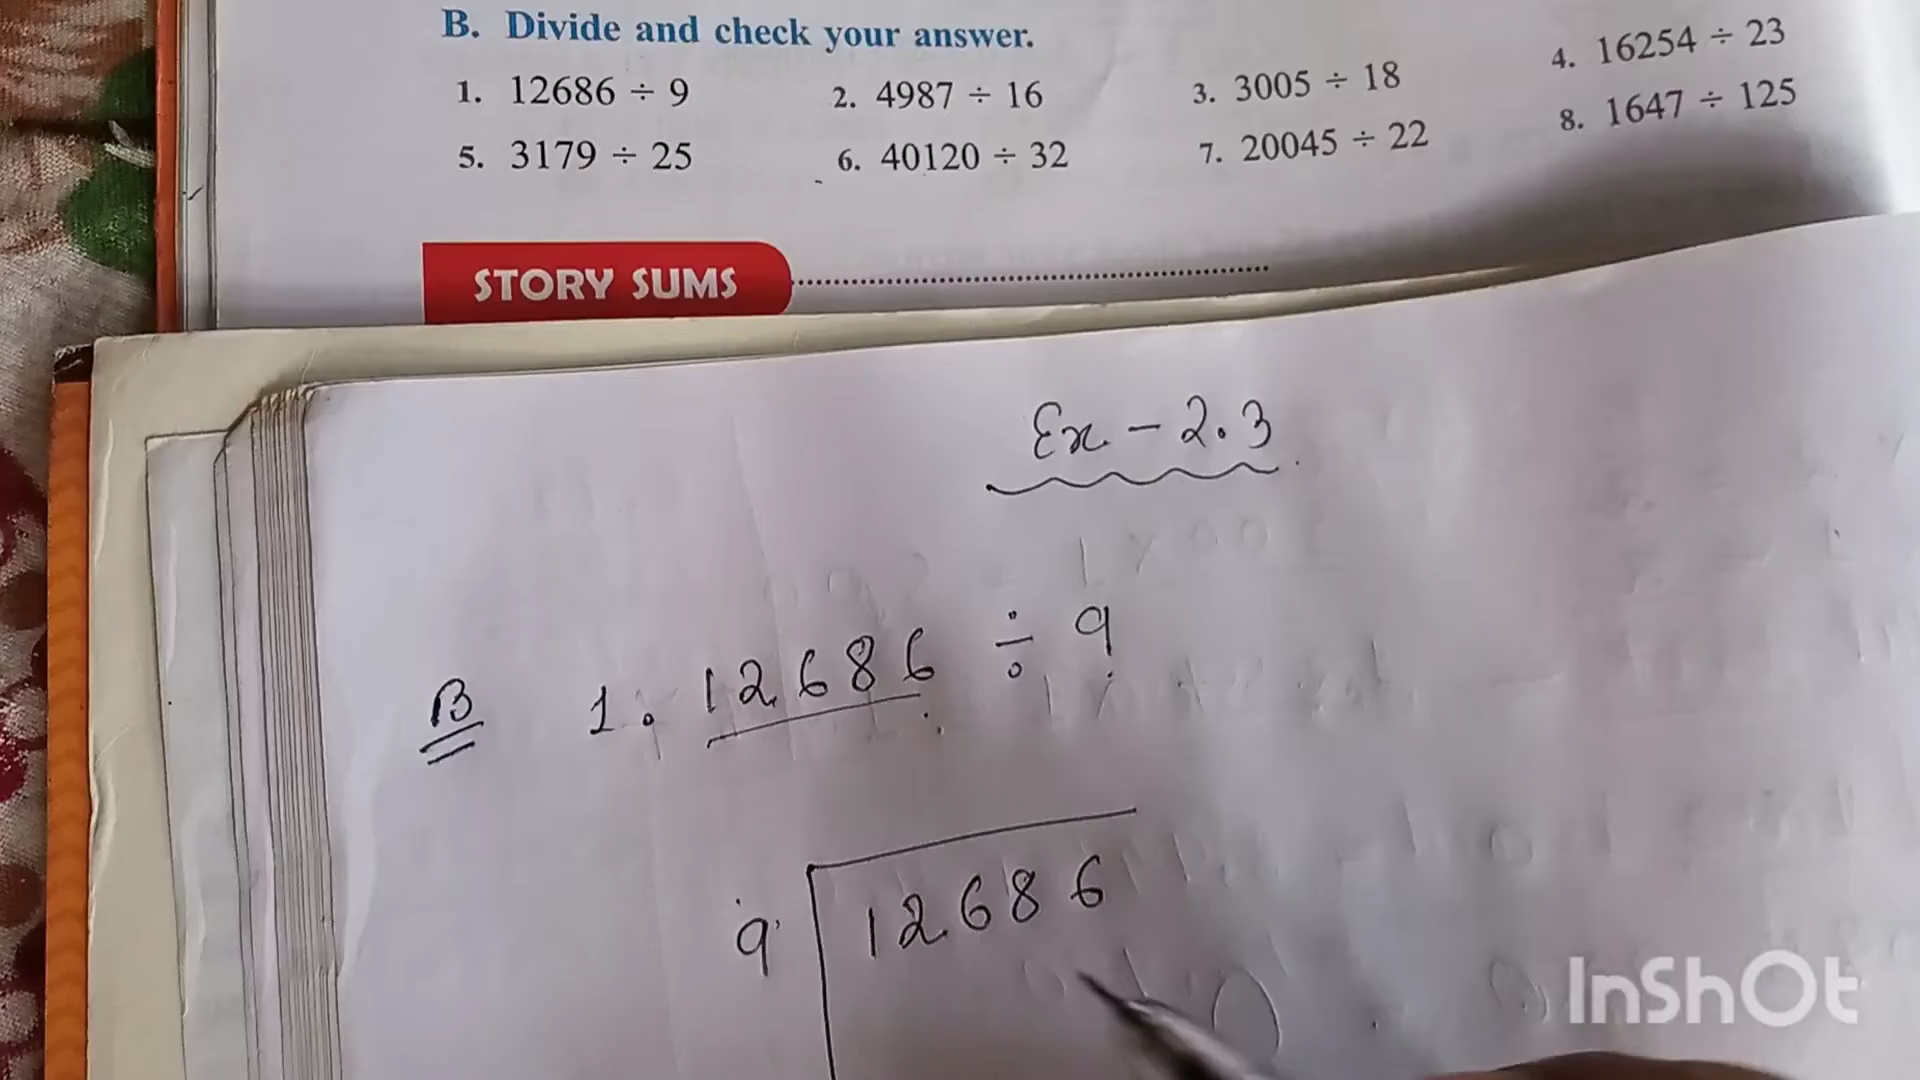 B. Divide and check your answer.
1. 12686 ÷ 9 2. 4987 ÷ 16 3. 3005 ÷ 18 4. 16254 ÷ 23
5. 3179 ÷ 25 6. 40120 ÷ 32 7. 20045 ÷ 22 8. 1647 ÷ 125
STORY SUMS
Ex - 2.3
B 1. 12686 ÷ 9
9 12686
InShOt